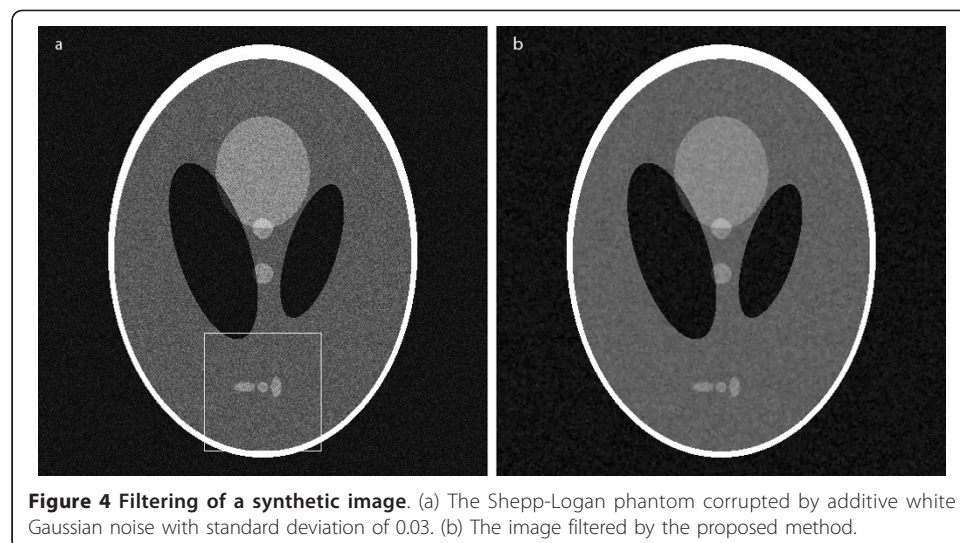 a
b
Figure 4 Filtering of a synthetic image. (a) The Shepp-Logan phantom corrupted by additive white
Gaussian noise with standard deviation of 0.03. (b) The image filtered by the proposed method.